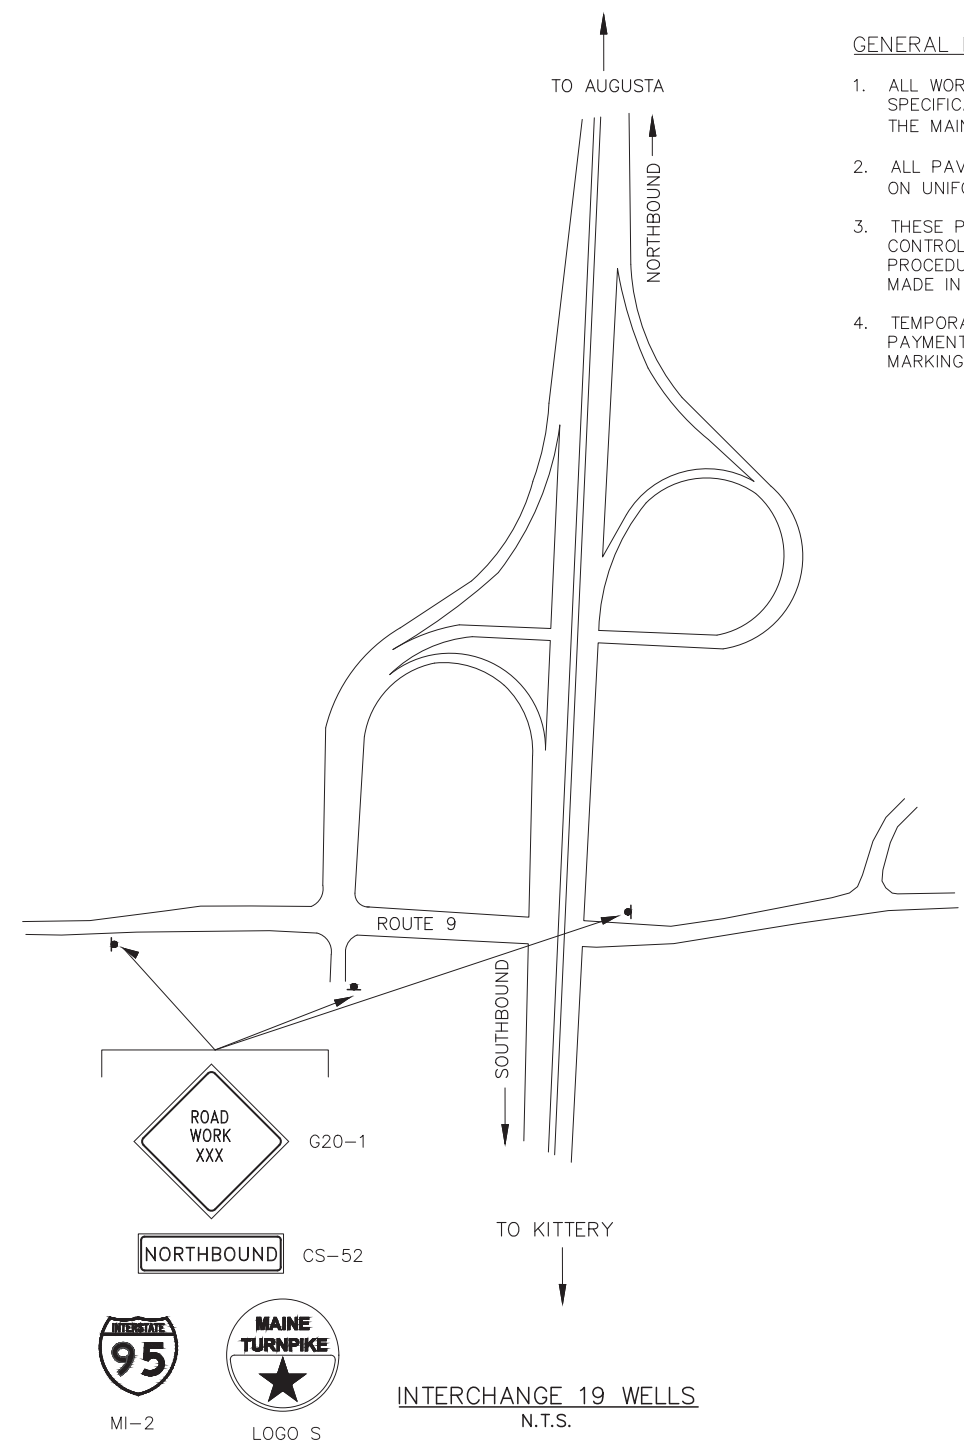 TO AUGUSTA
NORTHBOUND
GENERAL
1. ALL WOR
SPECIFIC
THE MAI
2. ALL PAV
ON UNIF
3. THESE P
CONTROL
PROCEDU
MADE IN
4. TEMPORA
PAYMENT
MARKING
ROUTE 9
SOUTHBOUND
ROAD
WORK
XXX
G20-1
NORTHBOUND
CS-52
TO KITTERY
INTERSTATE
95
MI-2
MAINE
TURNPIKE
LOGO S
INTERCHANGE 19 WELLS
N.T.S.